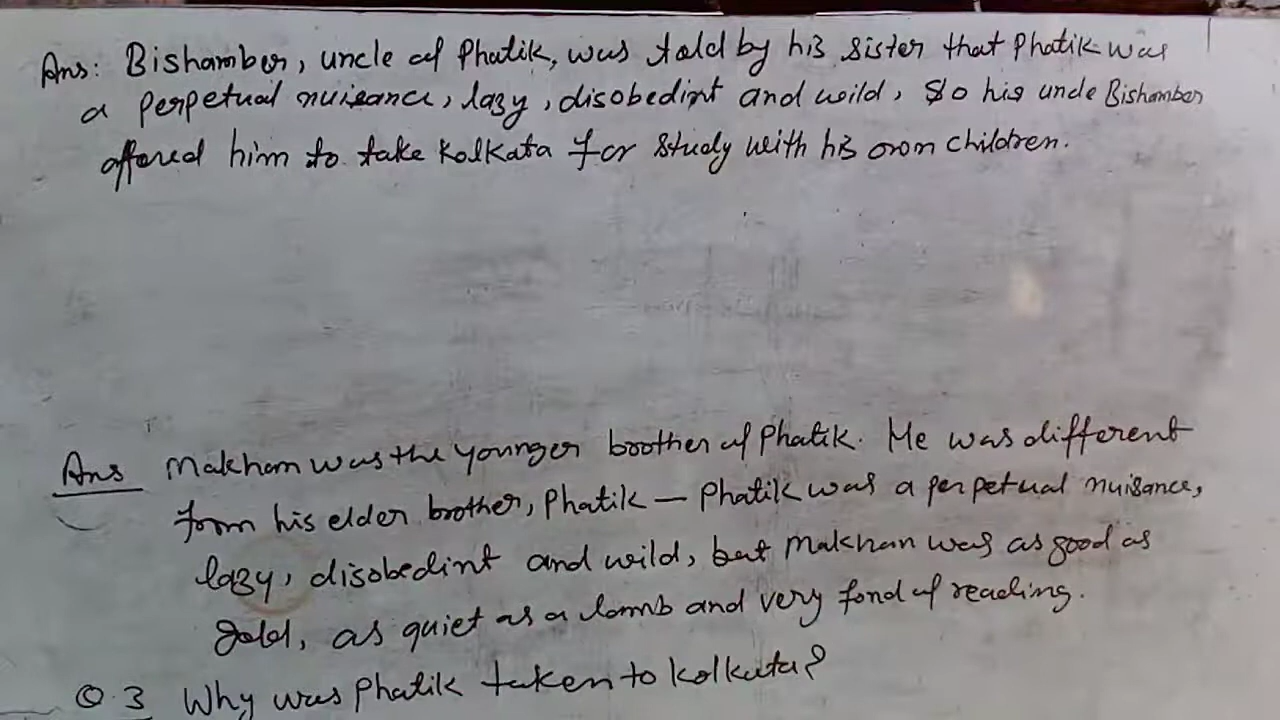 Ans: Bishamber, uncle of Phatik, was told by his sister that Phatik was
a perpetual nuisance, lazy, disobedint and wild, So his uncle Bishamber
offered him to take Kolkata for study with his own children.
Ans Makham was the younger boother of Phatik. He was different
from his elder brother, Phatik — Phatik was a perpetual nuisance,
lazy, disobedint and wild, but Makhan was as good as
gold, as quiet as a lamb and very fond of reading.
Q.3 Why was Phatik taken to Kolkata?